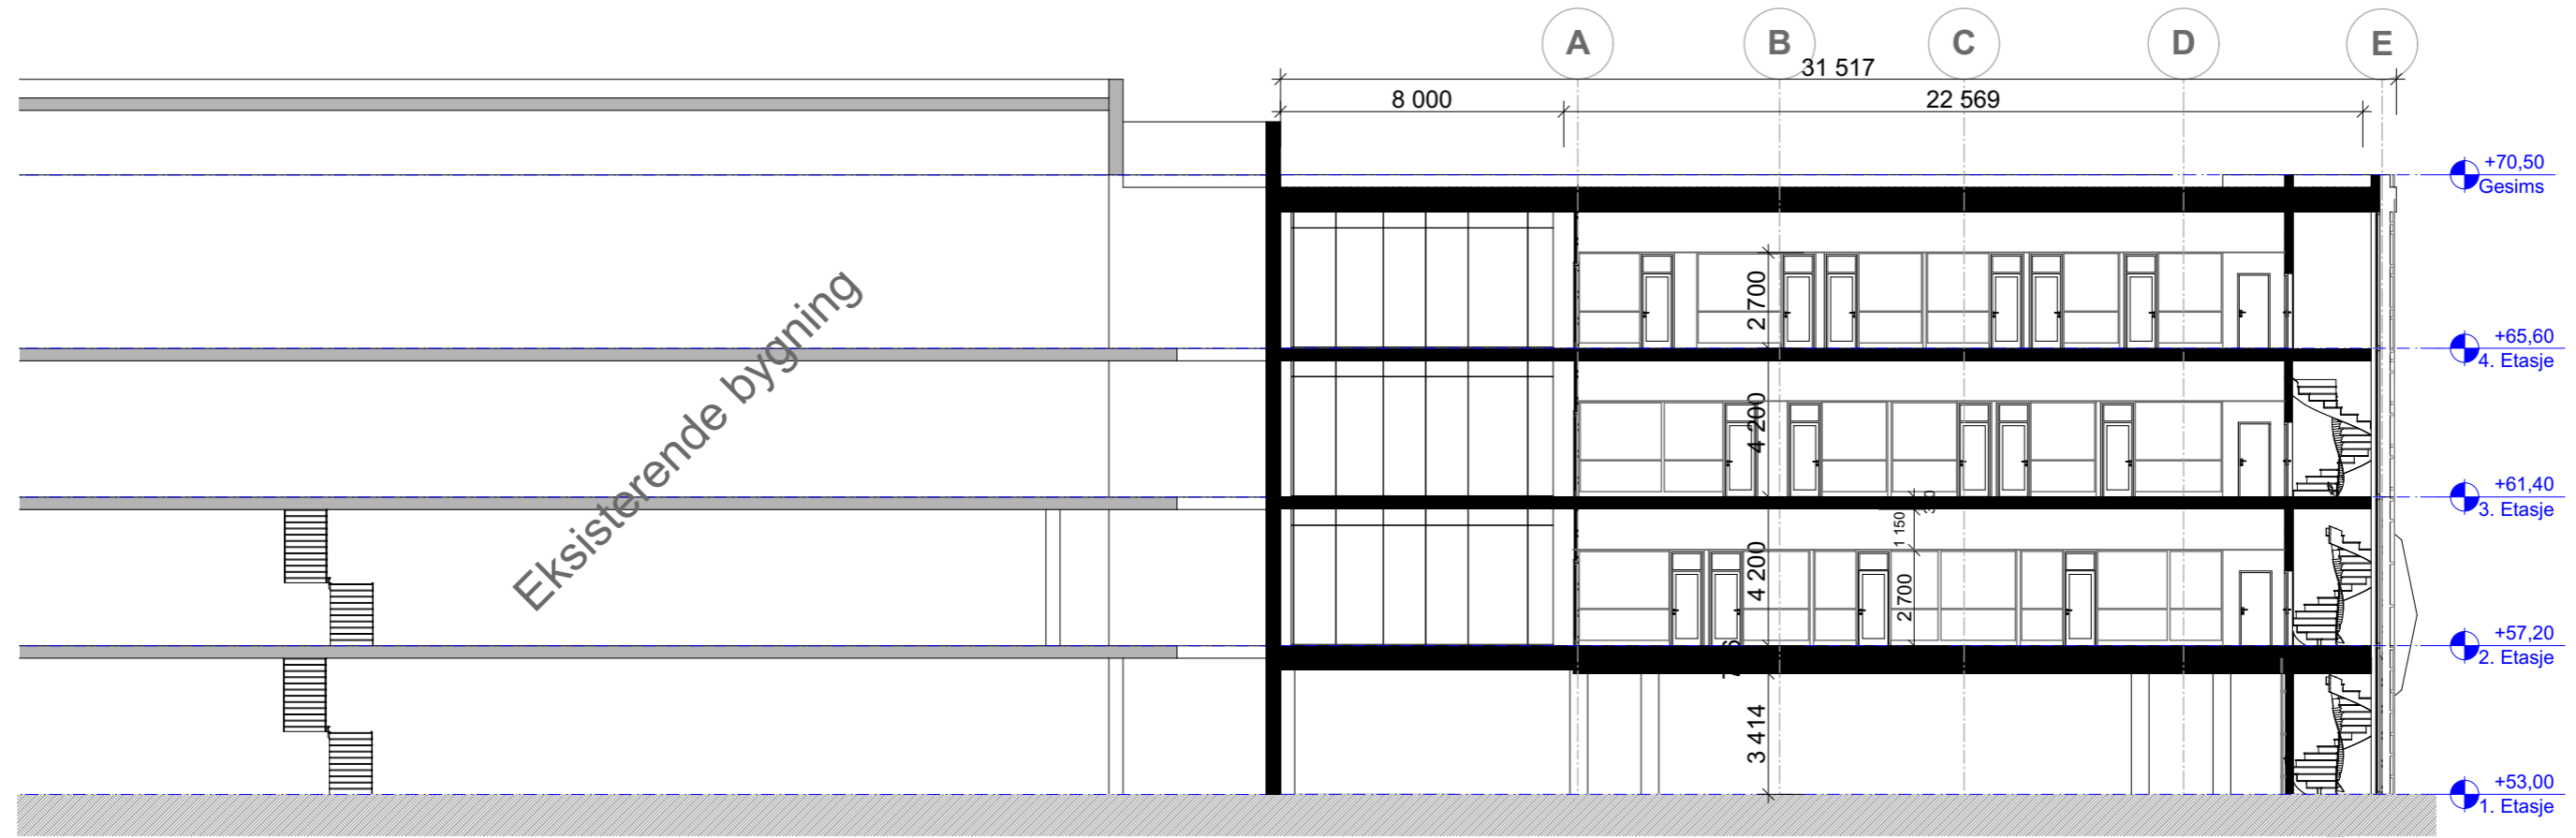 A
B
C
D
E
31 517
8 000
22 569
+70,50
Gesims
2 700
Eksisterende bygning
+65,60
4. Etasje
4 200
+61,40
3. Etasje
1 150
4 200
2 700
+57,20
2. Etasje
3 414
+53,00
1. Etasje